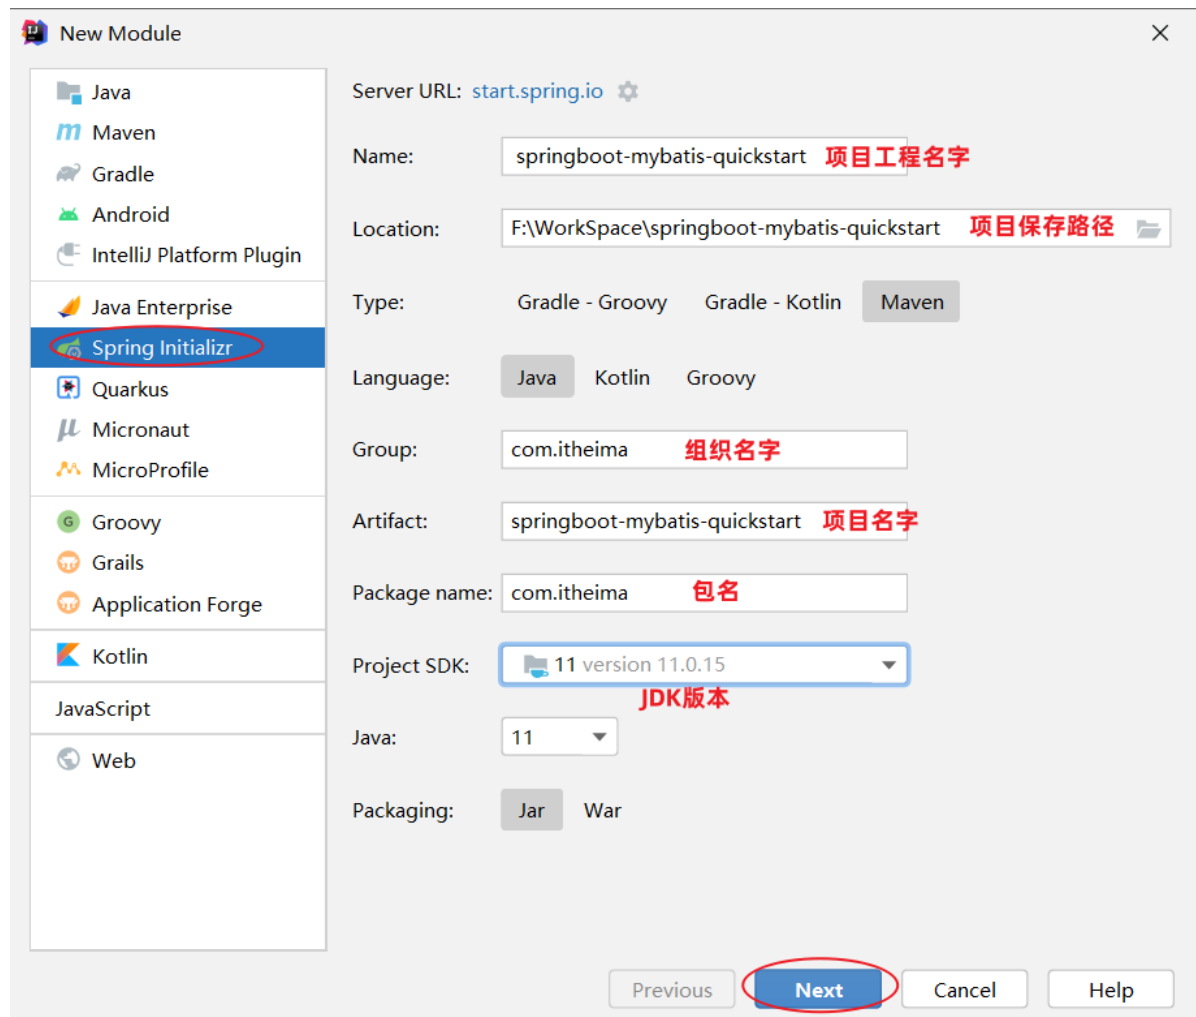 New Module
Java
Maven
Gradle
Android
IntelliJ Platform Plugin
Java Enterprise
Spring Initializr
Quarkus
Micronaut
MicroProfile
Groovy
Grails
Application Forge
Kotlin
JavaScript
Web
Server URL: start.spring.io
Name: springboot-mybatis-quickstart 项目工程名字
Location: F:\WorkSpace\springboot-mybatis-quickstart 项目保存路径
Type: Gradle - Groovy Gradle - Kotlin Maven
Language: Java Kotlin Groovy
Group: com.itheima 组织名字
Artifact: springboot-mybatis-quickstart 项目名字
Package name: com.itheima 包名
Project SDK: 11 version 11.0.15
JDK版本
Java: 11
Packaging: Jar War
Previous Next Cancel Help